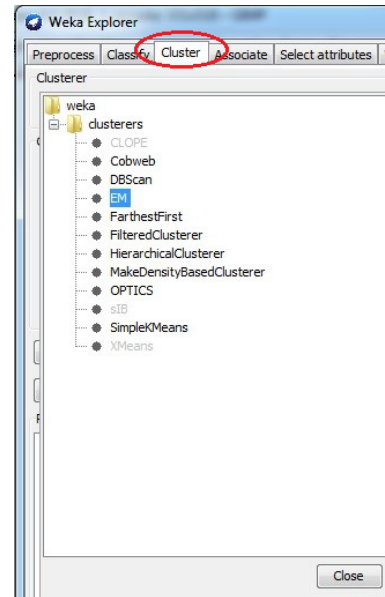 Weka Explorer
Preprocess Classify Cluster Associate Select attributes
Clusterer
weka
clusterers
CLOPE
Cobweb
DBScan
EM
FarthestFirst
FilteredClusterer
HierarchicalClusterer
MakeDensityBasedClusterer
OPTICS
sIB
SimpleKMeans
XMeans
Close